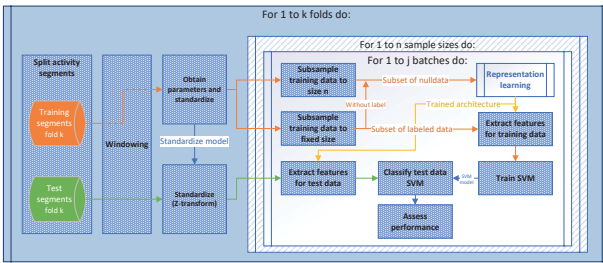 For 1 to k folds do:
For 1 to n sample sizes do:
For 1 to j batches do:
Split activity
segments
Training
segments
fold k
Test
segments
fold k
Windowing
Obtain
parameters and
standardize
Standardize model
Standardize
(Z-transform)
Subsample
training data to
size n
Subset of nulldata
Representation
learning
Without label
Trained architecture
Subsample
training data to
fixed size
Subset of labeled data
Extract features
for training data
Extract features
for test data
Classify test data
SVM
SVM
model
Train SVM
Assess
performance